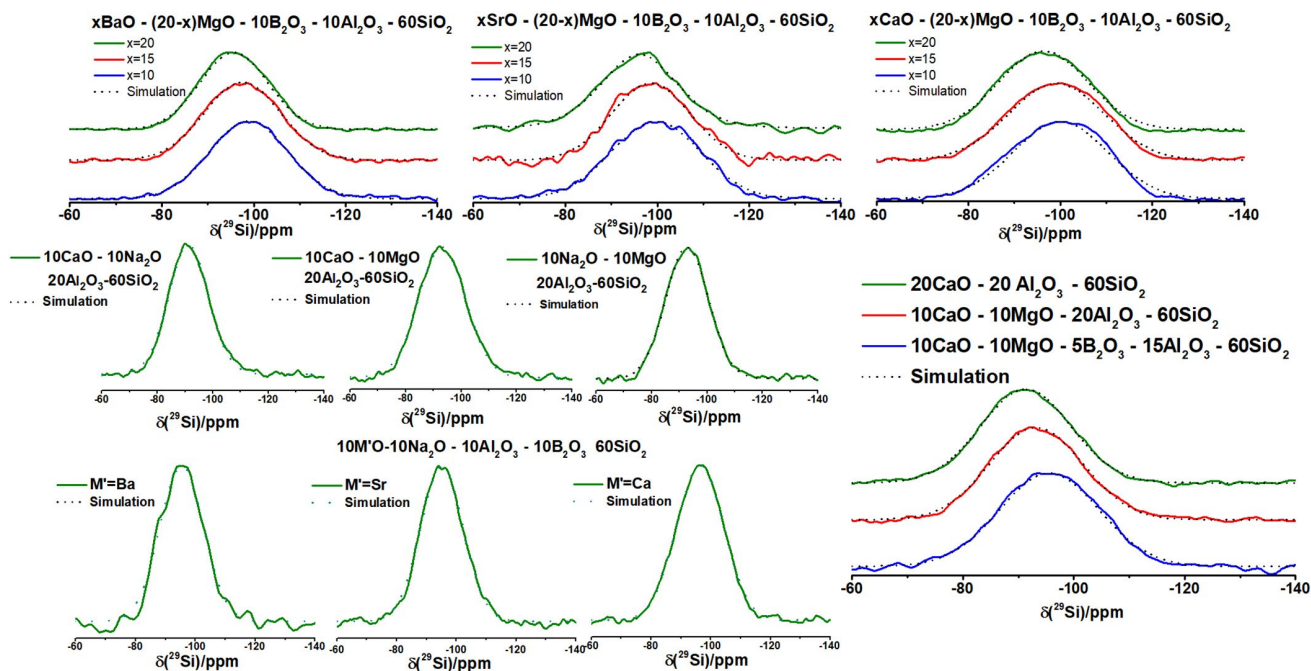 xBaO - (20-x)MgO - 10B₂O₃ - 10Al₂O₃ - 60SiO₂
x=20
x=15
x=10
Simulation
-60 -80 -100 -120 -140
δ(²⁹Si)/ppm
xSrO - (20-x)MgO - 10B₂O₃ - 10Al₂O₃ - 60SiO₂
x=20
x=15
x=10
Simulation
-60 -80 -100 -120 -140
δ(²⁹Si)/ppm
xCaO - (20-x)MgO - 10B₂O₃ - 10Al₂O₃ - 60SiO₂
x=20
x=15
x=10
Simulation
-60 -80 -100 -120 -140
δ(²⁹Si)/ppm
10CaO - 10Na₂O
20Al₂O₃-60SiO₂
Simulation
-60 -80 -100 -120 -140
δ(²⁹Si)/ppm
10CaO - 10MgO
20Al₂O₃-60SiO₂
Simulation
-60 -80 -100 -120 -140
δ(²⁹Si)/ppm
10Na₂O - 10MgO
20Al₂O₃-60SiO₂
Simulation
-60 -80 -100 -120 -140
δ(²⁹Si)/ppm
20CaO - 20 Al₂O₃ - 60SiO₂
10CaO - 10MgO - 20Al₂O₃ - 60SiO₂
10CaO - 10MgO - 5B₂O₃ - 15Al₂O₃ - 60SiO₂
Simulation
-60 -80 -100 -120 -140
δ(²⁹Si)/ppm
10M'O-10Na₂O - 10Al₂O₃ - 10B₂O₃ 60SiO₂
M'=Ba
Simulation
-60 -80 -100 -120 -140
δ(²⁹Si)/ppm
M'=Sr
Simulation
-60 -80 -100 -120 -140
δ(²⁹Si)/ppm
M'=Ca
Simulation
-60 -80 -100 -120 -140
δ(²⁹Si)/ppm